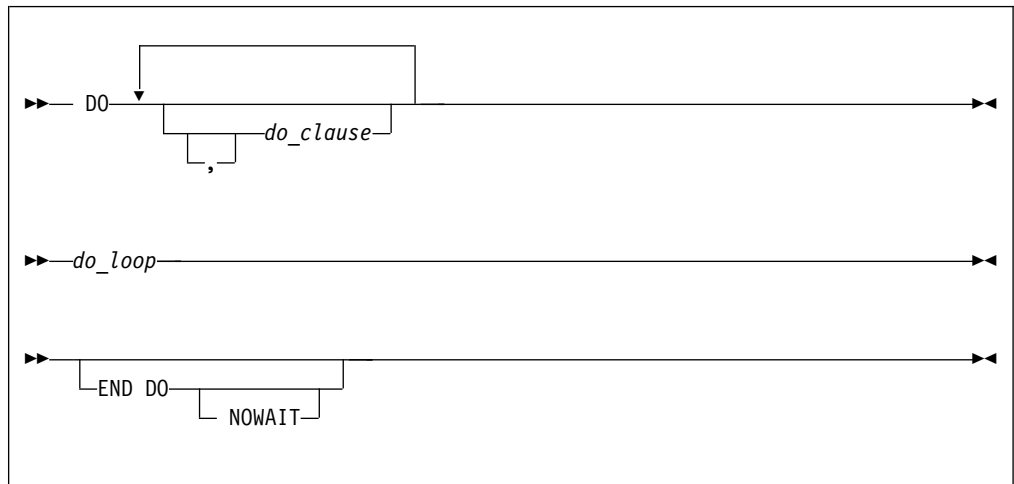 DO
do_clause
,
do_loop
END DO
NOWAIT